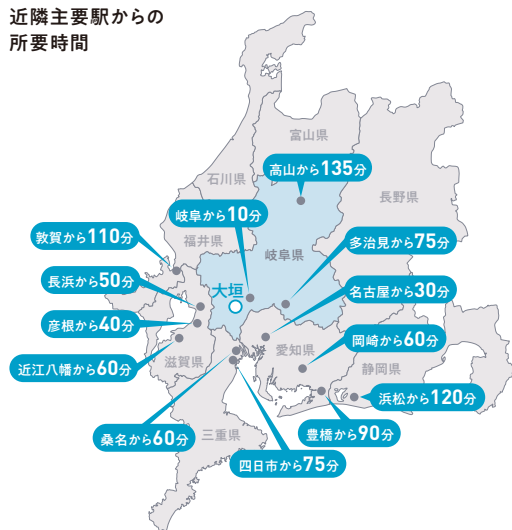 近隣主要駅からの
所要時間
富山県
高山から135分
石川県
長野県
岐阜から10分
敦賀から110分
福井県
岐阜県
多治見から75分
長浜から50分
大垣
名古屋から30分
彦根から40分
岡崎から60分
愛知県
滋賀県
近江八幡から60分
静岡県
浜松から120分
桑名から60分
三重県
豊橋から90分
四日市から75分